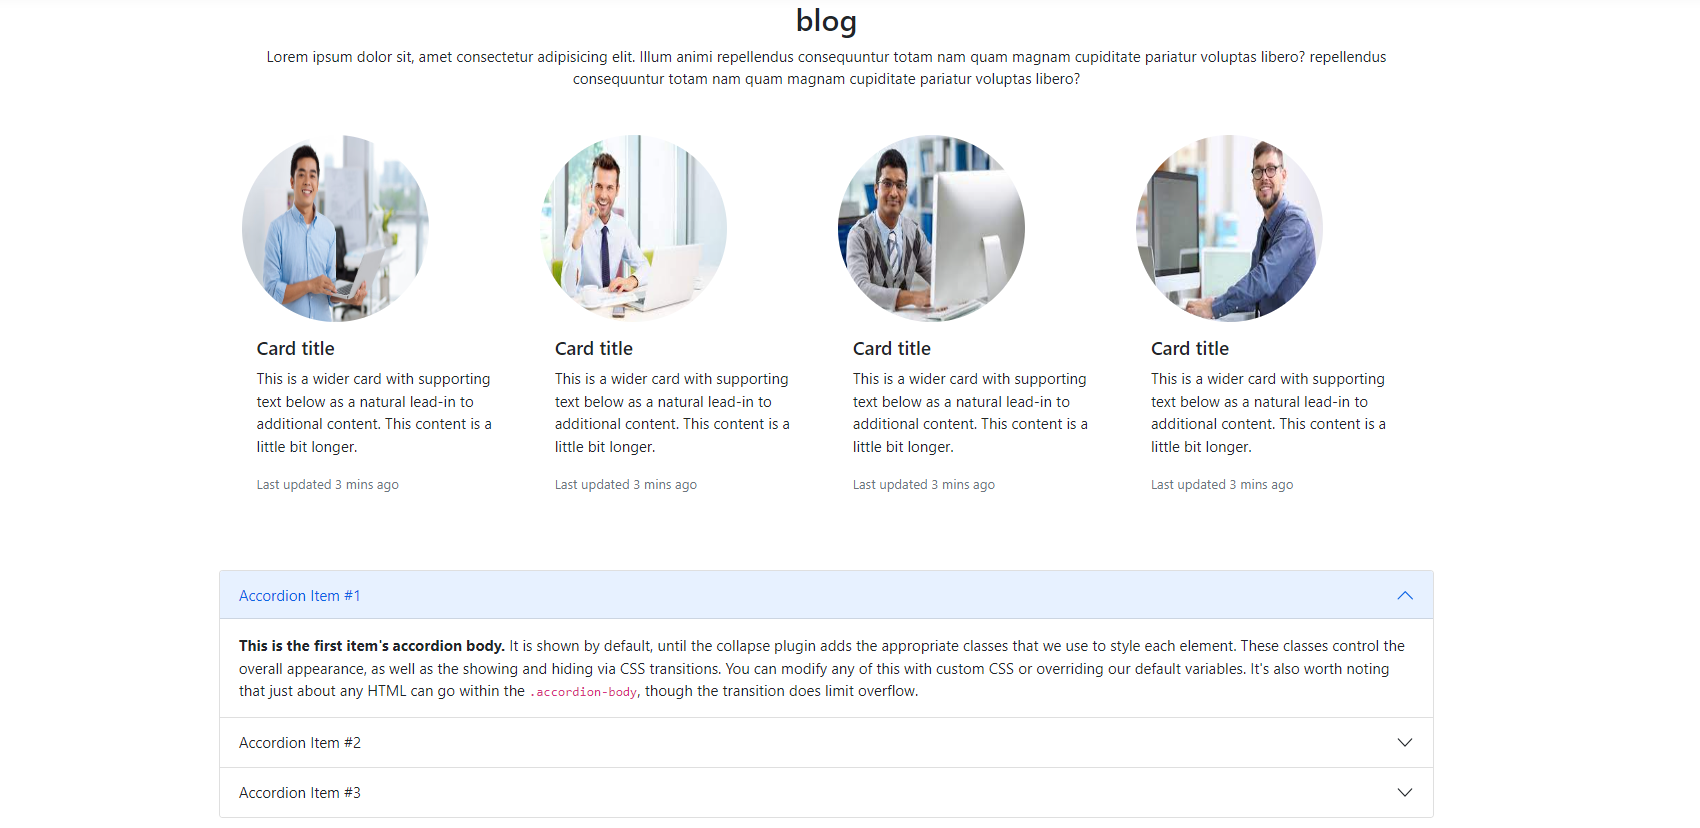 blog
Lorem ipsum dolor sit, amet consectetur adipisicing elit. Illum animi repellendus consequuntur totam nam quam magnam cupiditate pariatur voluptas libero? repellendus
consequuntur totam nam quam magnam cupiditate pariatur voluptas libero?
Card title
This is a wider card with supporting
text below as a natural lead-in to
additional content. This content is a
little bit longer.
Last updated 3 mins ago
Card title
This is a wider card with supporting
text below as a natural lead-in to
additional content. This content is a
little bit longer.
Last updated 3 mins ago
Card title
This is a wider card with supporting
text below as a natural lead-in to
additional content. This content is a
little bit longer.
Last updated 3 mins ago
Card title
This is a wider card with supporting
text below as a natural lead-in to
additional content. This content is a
little bit longer.
Last updated 3 mins ago
Accordion Item #1
This is the first item's accordion body. It is shown by default, until the collapse plugin adds the appropriate classes that we use to style each element. These classes control the
overall appearance, as well as the showing and hiding via CSS transitions. You can modify any of this with custom CSS or overriding our default variables. It's also worth noting
that just about any HTML can go within the .accordion-body, though the transition does limit overflow.
Accordion Item #2
Accordion Item #3